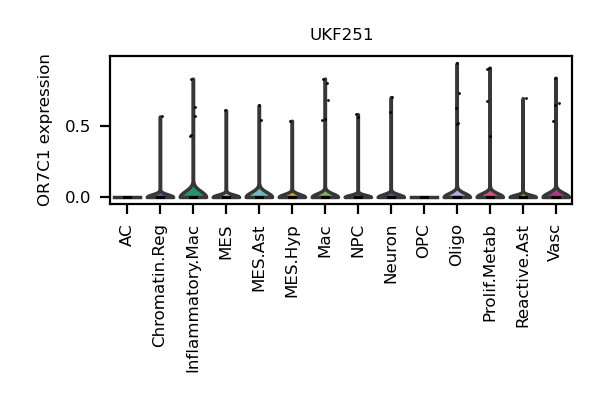 UKF251
OR7C1 expression
0.5
0.0
AC
Chromatin.Reg
Inflammatory.Mac
MES
MES.Ast
MES.Hyp
Mac
NPC
Neuron
OPC
Oligo
Prolif.Metab
Reactive.Ast
Vasc